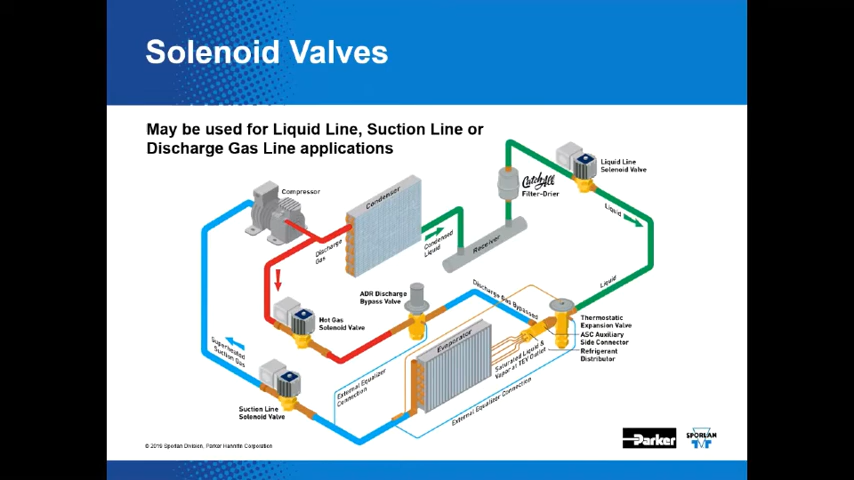 Solenoid Valves
May be used for Liquid Line, Suction Line or
Discharge Gas Line applications
Compressor
Condensor
Discharge
Gas
Condensed
Liquid
Receiver
Catch-All
Filter-Drier
Liquid Line
Solenoid Valve
Liquid
Liquid
ADR Discharge
Bypass Valve
Discharge Gas Bypasses
Hot Gas
Solenoid Valve
Thermostatic
Expansion Valve
ASC Auxiliary
Side Connector
Refrigerant
Distributor
Evaporator
Saturated Liquid &
Vapor at TEV Outlet
Superheated
Suction Gas
External Equalizer
Connection
External Equalizer Connection
Suction Line
Solenoid Valve
© 2016 Sporlan Division, Parker Hannifin Corporation
Parker
SPORLAN